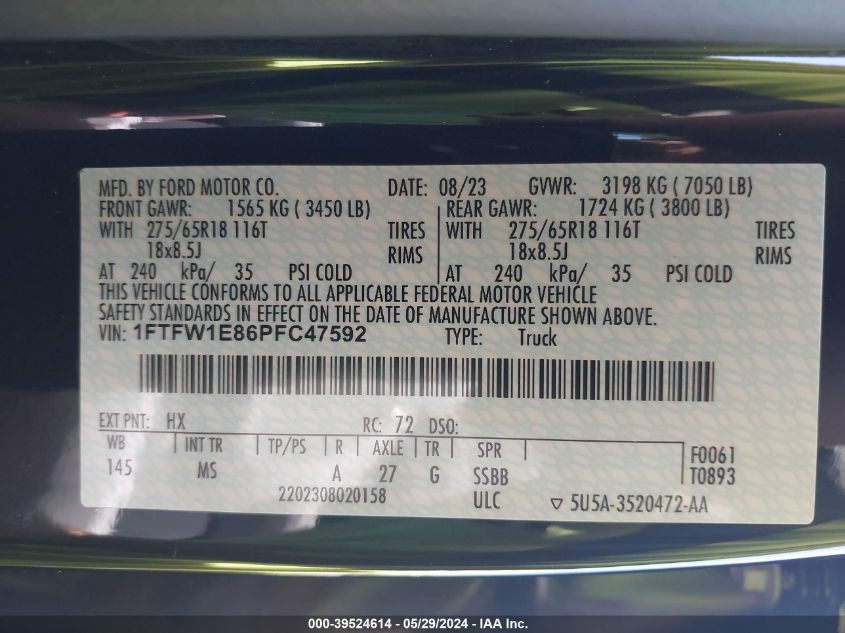 MFD. BY FORD MOTOR CO. DATE: 08/23 GVWR: 3198 KG ( 7050 LB)
FRONT GAWR: 1565 KG ( 3450 LB) REAR GAWR: 1724 KG ( 3800 LB)
WITH 275/65R18 116T TIRES WITH 275/65R18 116T TIRES
18x8.5J RIMS 18x8.5J RIMS
AT 240 kPa/ 35 PSI COLD AT 240 kPa/ 35 PSI COLD
THIS VEHICLE CONFORMS TO ALL APPLICABLE FEDERAL MOTOR VEHICLE
SAFETY STANDARDS IN EFFECT ON THE DATE OF MANUFACTURE SHOWN ABOVE
VIN: 1FTFW1E86PFC47592 TYPE: Truck
EXT PNT: HX RC: 72 DSO:
WB INT TR TP/PS R AXLE TR SPR F0061
145 MS A 27 G SSBB T0893
2202308020158 ULC ▽ 5U5A-3520472-AA
000-39524614 - 05/29/2024 - IAA Inc.